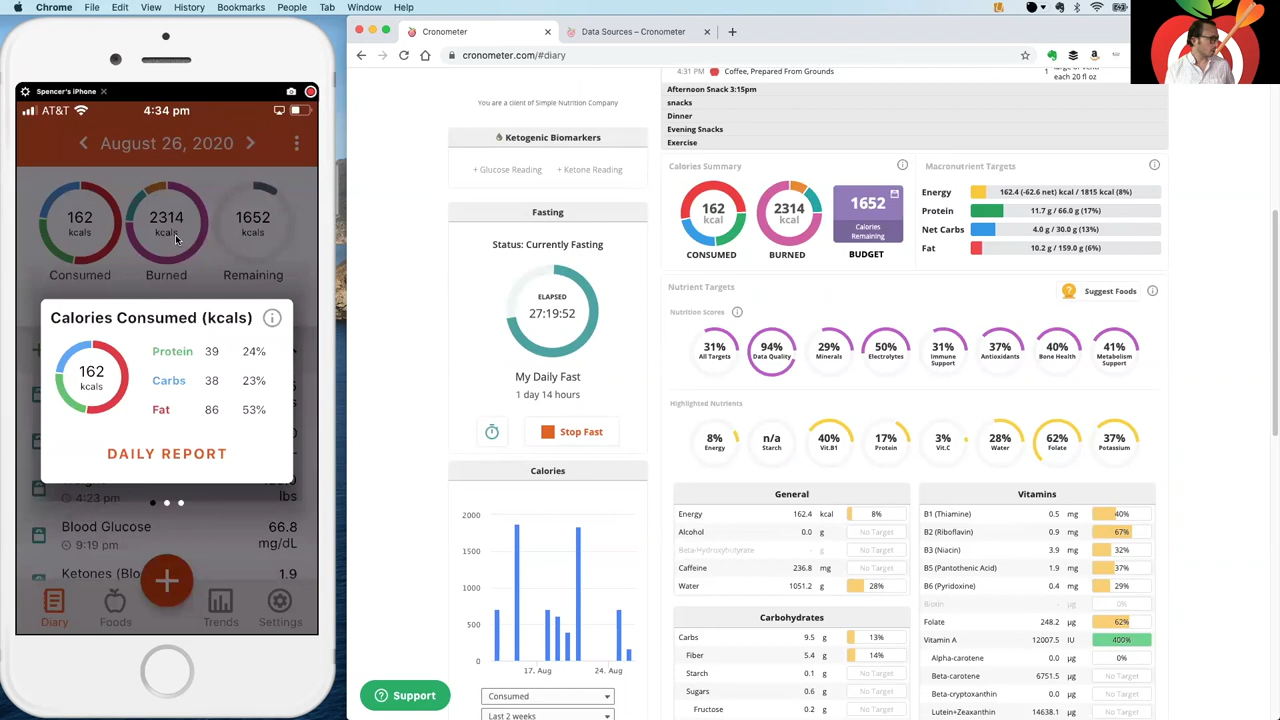 Chrome File Edit View History Bookmarks People Tab Window Help
Spencer's iPhone
AT&T 4:34 pm
August 26, 2020
162
kcals
2314
kcals
1652
kcals
Consumed
Burned
Remaining
Calories Consumed (kcals)
162
kcals
Protein 39 24%
Carbs 38 23%
Fat 86 53%
DAILY REPORT
4:23 pm
lbs
Blood Glucose
9:19 pm
66.8
mg/dL
Ketones (Blo
1.9
Diary
Foods
Trends
Settings
Cronometer
Data Sources – Cronometer
cronometer.com/#diary
You are a client of Simple Nutrition Company
Ketogenic Biomarkers
+ Glucose Reading + Ketone Reading
Fasting
Status: Currently Fasting
ELAPSED
27:19:52
My Daily Fast
1 day 14 hours
Stop Fast
Calories
2000
1500
1000
500
0
17. Aug 24. Aug
Consumed
Last 2 weeks
Support
4:31 PM Coffee, Prepared From Grounds 1
each 20 fl oz
Afternoon Snack 3:15pm
snacks
Dinner
Evening Snacks
Exercise
Calories Summary
162
kcal
CONSUMED
2314
kcal
BURNED
1652
Calories
Remaining
BUDGET
Macronutrient Targets
Energy 162.4 (-62.6 net) kcal / 1815 kcal (8%)
Protein 11.7 g / 66.0 g (17%)
Net Carbs 4.0 g / 30.0 g (13%)
Fat 10.2 g / 159.0 g (6%)
Nutrient Targets
Suggest Foods
Nutrition Scores
31%
All Targets
94%
Data Quality
29%
Minerals
50%
Electrolytes
31%
Immune
Support
37%
Antioxidants
40%
Bone Health
41%
Metabolism
Support
Highlighted Nutrients
8%
Energy
n/a
Starch
40%
Vit.B1
17%
Protein
3%
Vit.C
28%
Water
62%
Folate
37%
Potassium
General
Energy 162.4 kcal 8%
Alcohol 0.0 g No Target
Beta-Hydroxybutyrate - g No Target
Caffeine 236.8 mg No Target
Water 1051.2 g 28%
Carbohydrates
Carbs 9.5 g 13%
Fiber 5.4 g 14%
Starch 0.1 g No Target
Sugars 2.6 g No Target
Fructose 0.2 g No Target
Vitamins
B1 (Thiamine) 0.5 mg 40%
B2 (Riboflavin) 0.9 mg 67%
B3 (Niacin) 3.9 mg 32%
B5 (Pantothenic Acid) 1.9 mg 37%
B6 (Pyridoxine) 0.4 mg 29%
Biotin - µg 0%
Folate 248.2 µg 62%
Vitamin A 12007.5 IU 400%
Alpha-carotene 0.0 µg 0%
Beta-carotene 6751.5 µg No Target
Beta-cryptoxanthin 0.0 µg No Target
Lutein+Zeaxanthin 14638.1 µg No Target